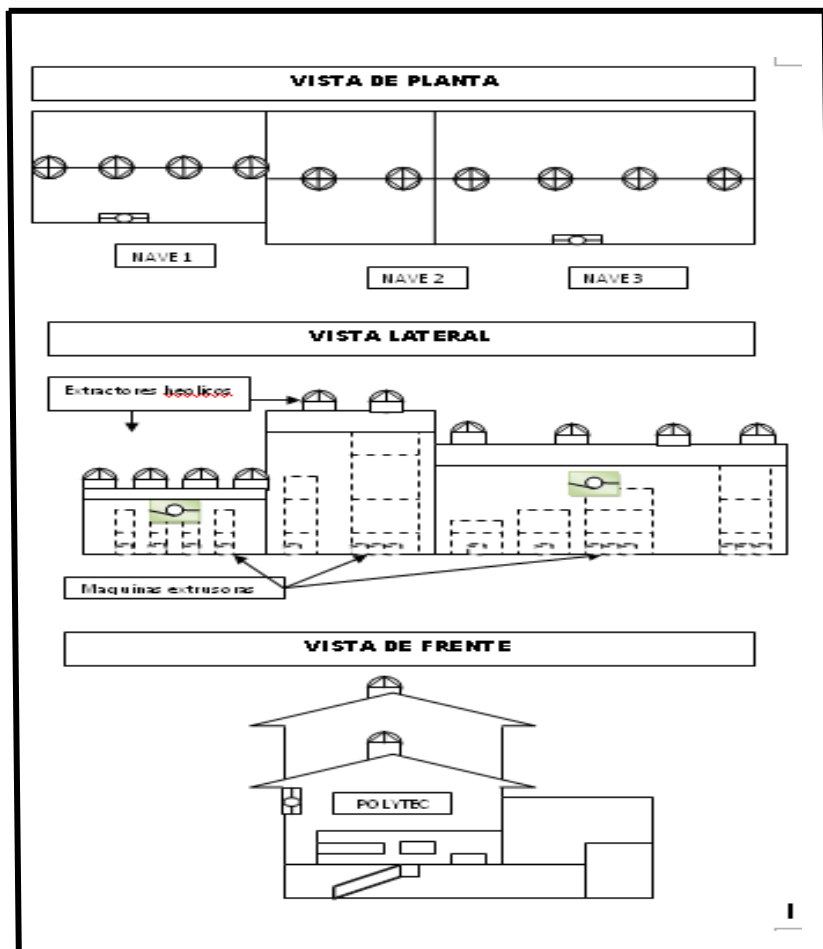 VISTA DE PLANTA
NAVE 1
NAVE 2
NAVE 3
VISTA LATERAL
Extractores heolicos
Maquinas extrusoras
VISTA DE FRENTE
POLYTEC
I